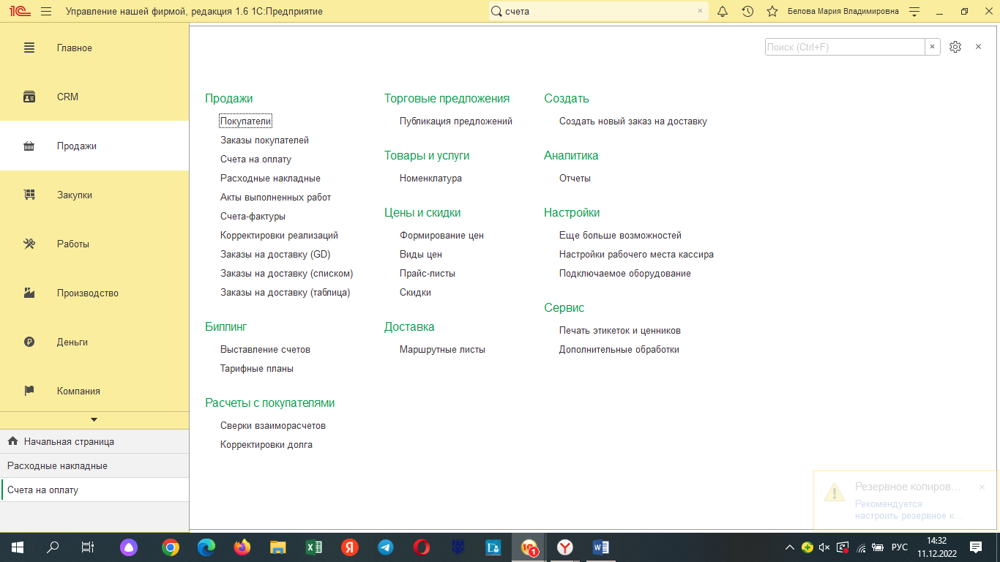 Управление нашей фирмой, редакция 1.6 1С:Предприятие
счета
Белова Мария Владимировна
Главное
CRM
Продажи
Закупки
Работы
Производство
Деньги
Компания
Начальная страница
Расходные накладные
Счета на оплату
Поиск (Ctrl+F)
Продажи
Покупатели
Заказы покупателей
Счета на оплату
Расходные накладные
Акты выполненных работ
Счета-фактуры
Корректировки реализаций
Заказы на доставку (GD)
Заказы на доставку (списком)
Заказы на доставку (таблица)
Биллинг
Выставление счетов
Тарифные планы
Расчеты с покупателями
Сверки взаиморасчетов
Корректировки долга
Торговые предложения
Публикация предложений
Товары и услуги
Номенклатура
Цены и скидки
Формирование цен
Виды цен
Прайс-листы
Скидки
Доставка
Маршрутные листы
Создать
Создать новый заказ на доставку
Аналитика
Отчеты
Настройки
Еще больше возможностей
Настройки рабочего места кассира
Подключаемое оборудование
Сервис
Печать этикеток и ценников
Дополнительные обработки
Резервное копиров...
Рекомендуется
настроить резервное к...
РУС
14:32
11.12.2022